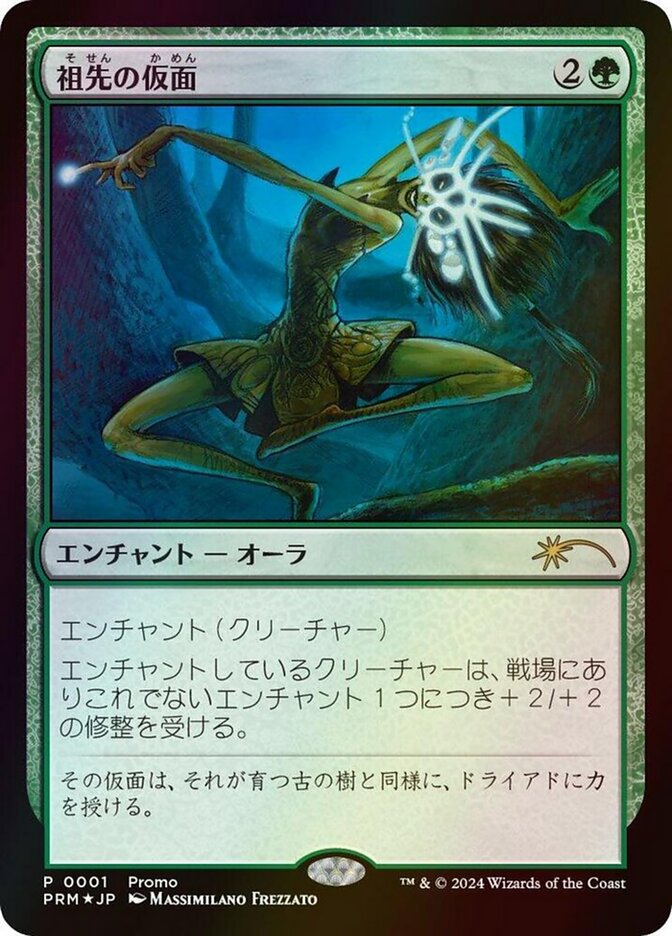 そせん かめん
祖先の仮面
2
エンチャント — オーラ
エンチャント（クリーチャー）
エンチャントしているクリーチャーは、戦場にあ
りこれでないエンチャント１つにつき＋２/＋２
の修整を受ける。
その仮面は、それが育つ古の樹と同様に、ドライアドに力
を授ける。
P 0001 Promo
PRM★JP Massimilano Frezzato
™ & © 2024 Wizards of the Coast